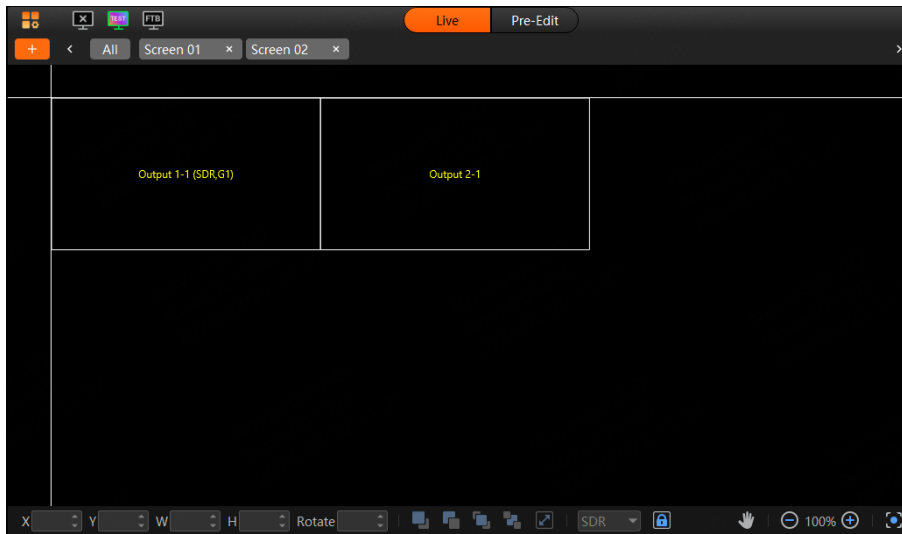 TEST FTB Live Pre-Edit
+ < All Screen 01 × Screen 02 × >
Output 1-1 (SDR,G1) Output 2-1
X Y W H Rotate SDR 100%